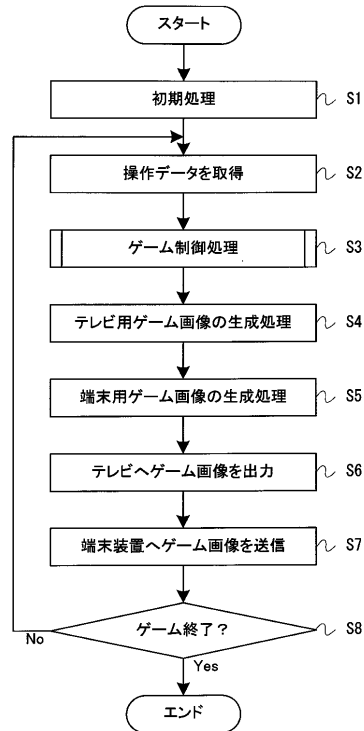 スタート
初期処理 S1
操作データを取得 S2
ゲーム制御処理 S3
テレビ用ゲーム画像の生成処理 S4
端末用ゲーム画像の生成処理 S5
テレビへゲーム画像を出力 S6
端末装置へゲーム画像を送信 S7
ゲーム終了? S8
No
Yes
エンド